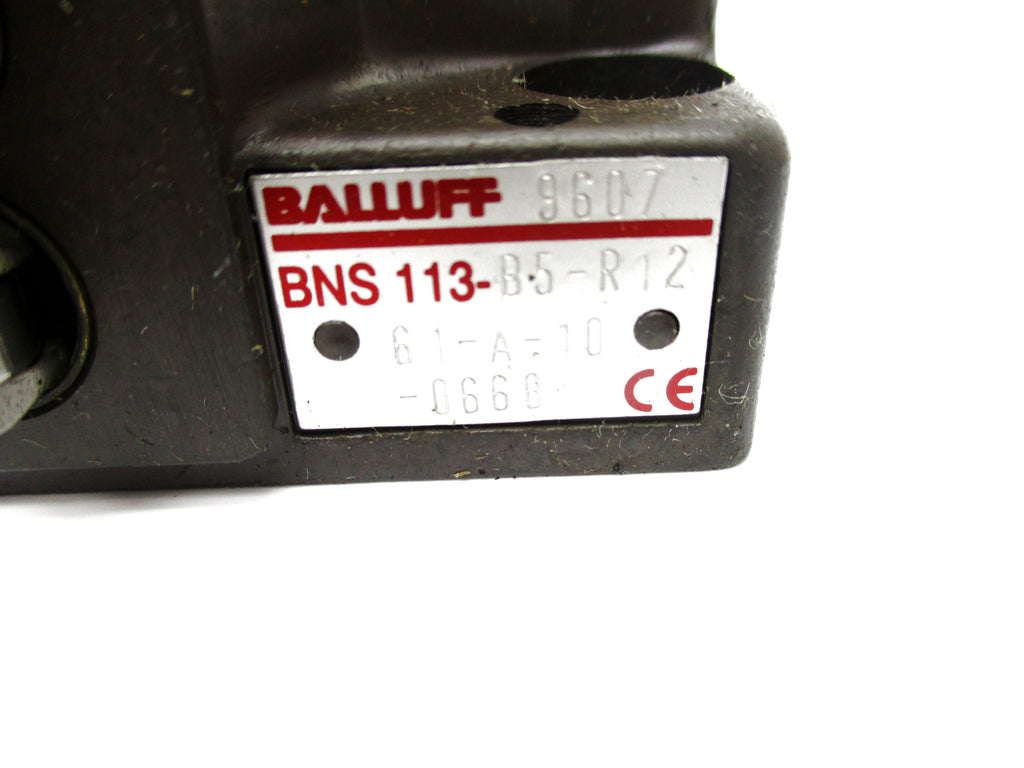 BALLUFF 9607
BNS 113-B5-R12
61-A-10
-0668
CE